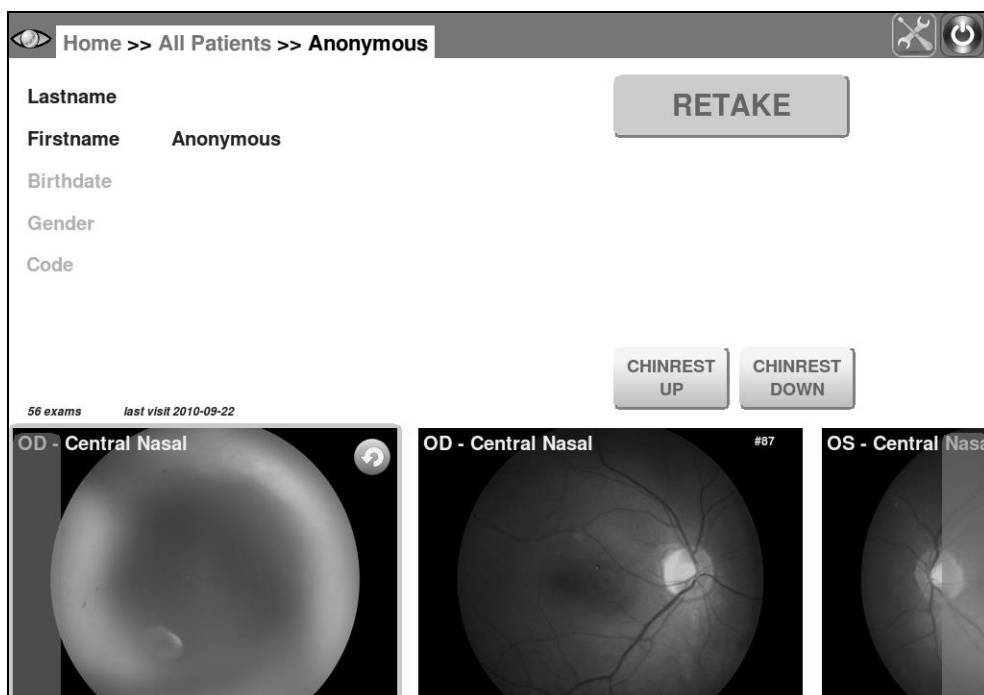 Home >> All Patients >> Anonymous
Lastname
RETAKE
Firstname Anonymous
Birthdate
Gender
Code
CHINREST UP
CHINREST DOWN
56 exams last visit 2010-09-22
OD - Central Nasal
OD - Central Nasal #87
OS - Central Nasa